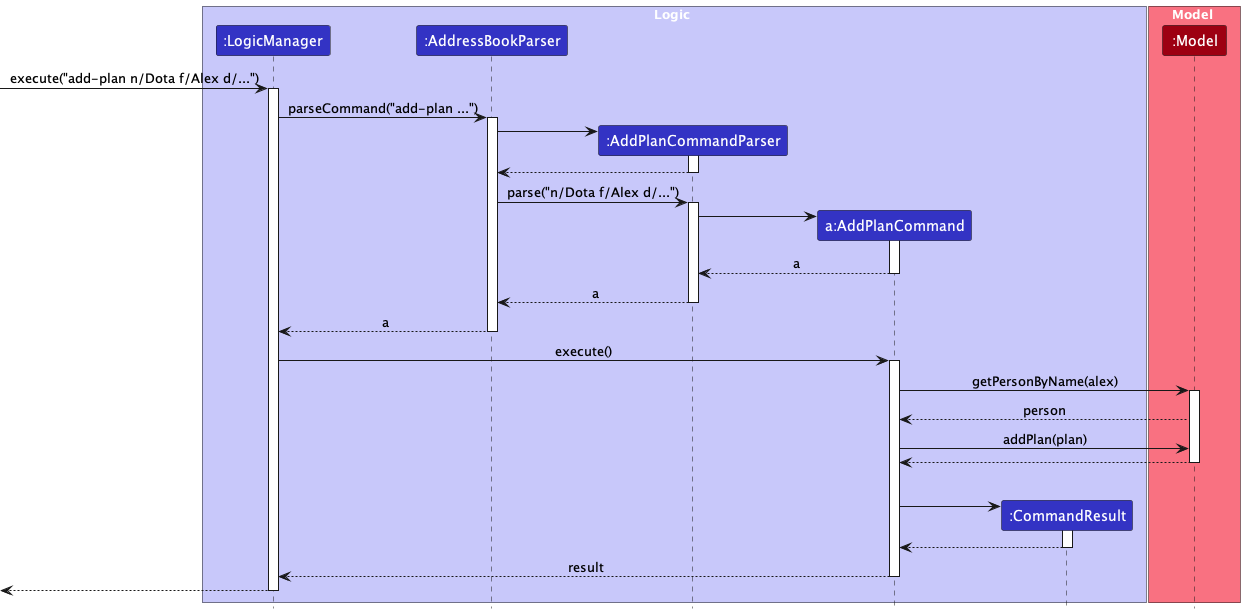 Logic
Model
:LogicManager
:AddressBookParser
:Model
execute("add-plan n/Dota f/Alex d/...")
parseCommand("add-plan ...")
:AddPlanCommandParser
parse("n/Dota f/Alex d/...")
a:AddPlanCommand
a
a
a
execute()
getPersonByName(alex)
person
addPlan(plan)
:CommandResult
result